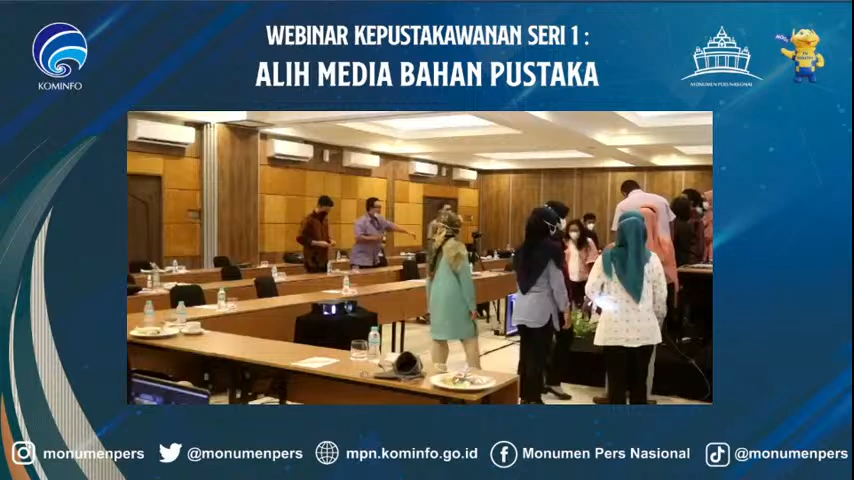 WEBINAR KEPUSTAKAWANAN SERI 1 :
ALIH MEDIA BAHAN PUSTAKA
KOMINFO
MONUMEN PERS NASIONAL
monumenpers
@monumenpers
mpn.kominfo.go.id
Monumen Pers Nasional
@monumenpers